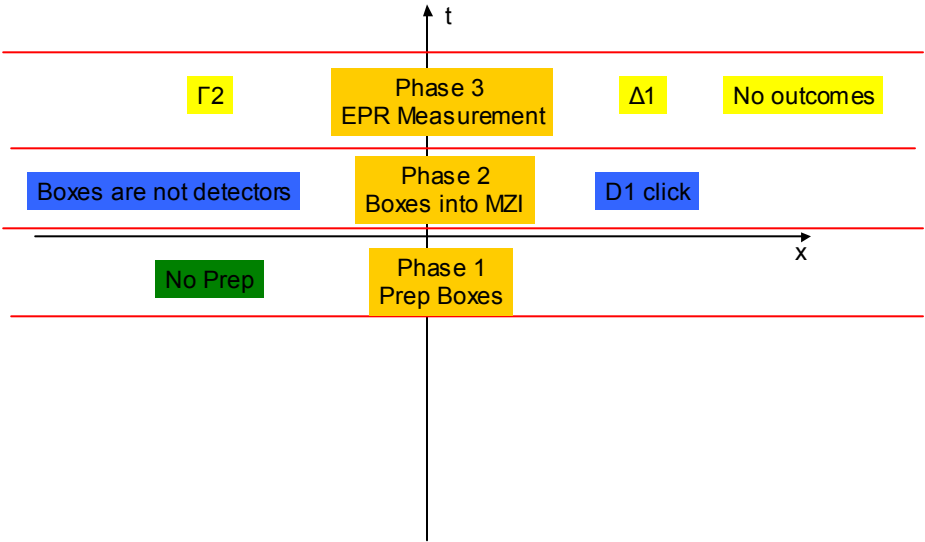 t
Γ2
Phase 3
EPR Measurement
Δ1
No outcomes
Boxes are not detectors
Phase 2
Boxes into MZI
D1 click
x
No Prep
Phase 1
Prep Boxes